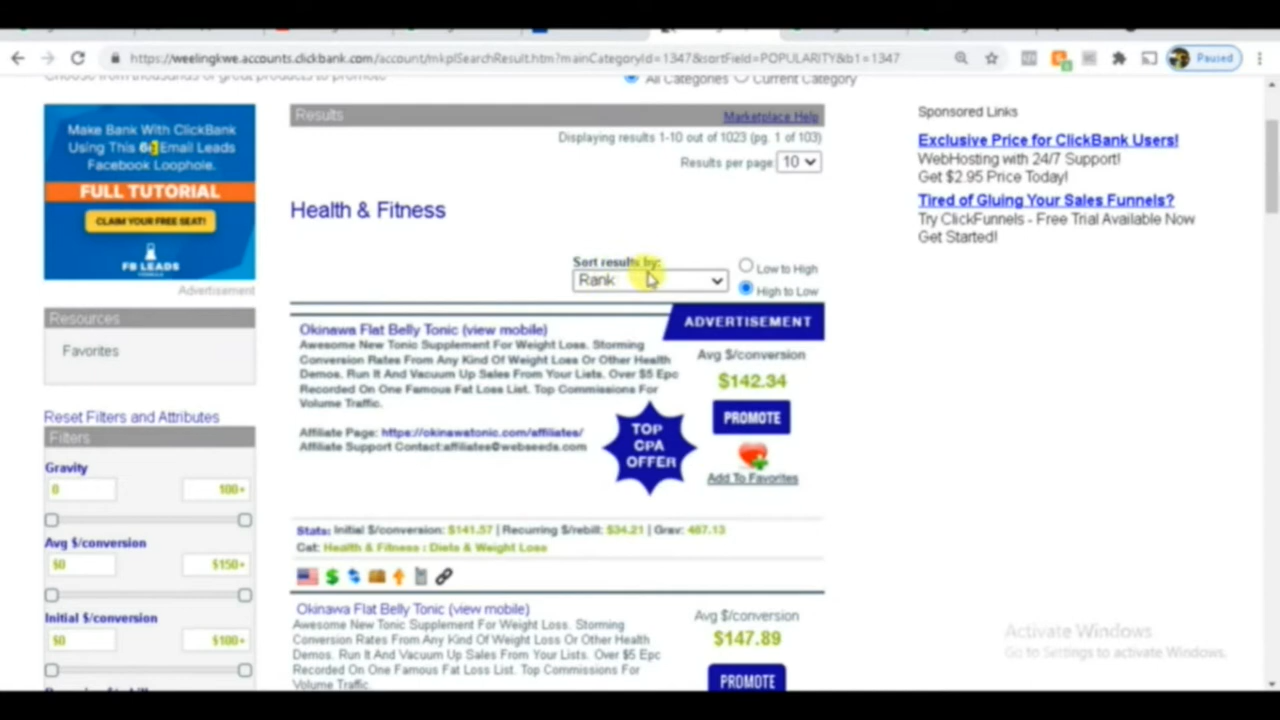 https://weelingkwe.accounts.clickbank.com/account/mkplSearchResult.htm?mainCategoryId=1347&sortField=POPULARITY&b1=1347
Paused
Choose from thousands of great products to promote
All Categories
Current Category
Make Bank With ClickBank
Using This Email Leads
Facebook Loophole.
FULL TUTORIAL
CLAIM YOUR FREE SEAT!
FB LEADS
FORMULA
Advertisement
Resources
Favorites
Reset Filters and Attributes
Filters
Gravity
0
100+
Avg $/conversion
$0
$150+
Initial $/conversion
$0
$100+
Results
Marketplace Help
Displaying results 1-10 out of 1023 (pg. 1 of 103)
Results per page:
10
Health & Fitness
Sort results by:
Rank
Low to High
High to Low
ADVERTISEMENT
Okinawa Flat Belly Tonic (view mobile)
Awesome New Tonic Supplement For Weight Loss. Storming
Conversion Rates From Any Kind Of Weight Loss Or Other Health
Demos. Run It And Vacuum Up Sales From Your Lists. Over $5 Epc
Recorded On One Famous Fat Loss List. Top Commissions For
Volume Traffic.
Affiliate Page: https://okinawatonic.com/affiliates/
Affiliate Support Contact:affiliates@webseeds.com
TOP
CPA
OFFER
Avg $/conversion
$142.34
PROMOTE
Add To Favorites
Stats: Initial $/conversion: $141.57 | Recurring $/rebill: $34.21 | Grav: 467.13
Cat: Health & Fitness : Diets & Weight Loss
Okinawa Flat Belly Tonic (view mobile)
Awesome New Tonic Supplement For Weight Loss. Storming
Conversion Rates From Any Kind Of Weight Loss Or Other Health
Demos. Run It And Vacuum Up Sales From Your Lists. Over $5 Epc
Recorded On One Famous Fat Loss List. Top Commissions For
Volume Traffic.
Avg $/conversion
$147.89
PROMOTE
Sponsored Links
Exclusive Price for ClickBank Users!
WebHosting with 24/7 Support!
Get $2.95 Price Today!
Tired of Gluing Your Sales Funnels?
Try ClickFunnels - Free Trial Available Now
Get Started!
Activate Windows
Go to Settings to activate Windows.